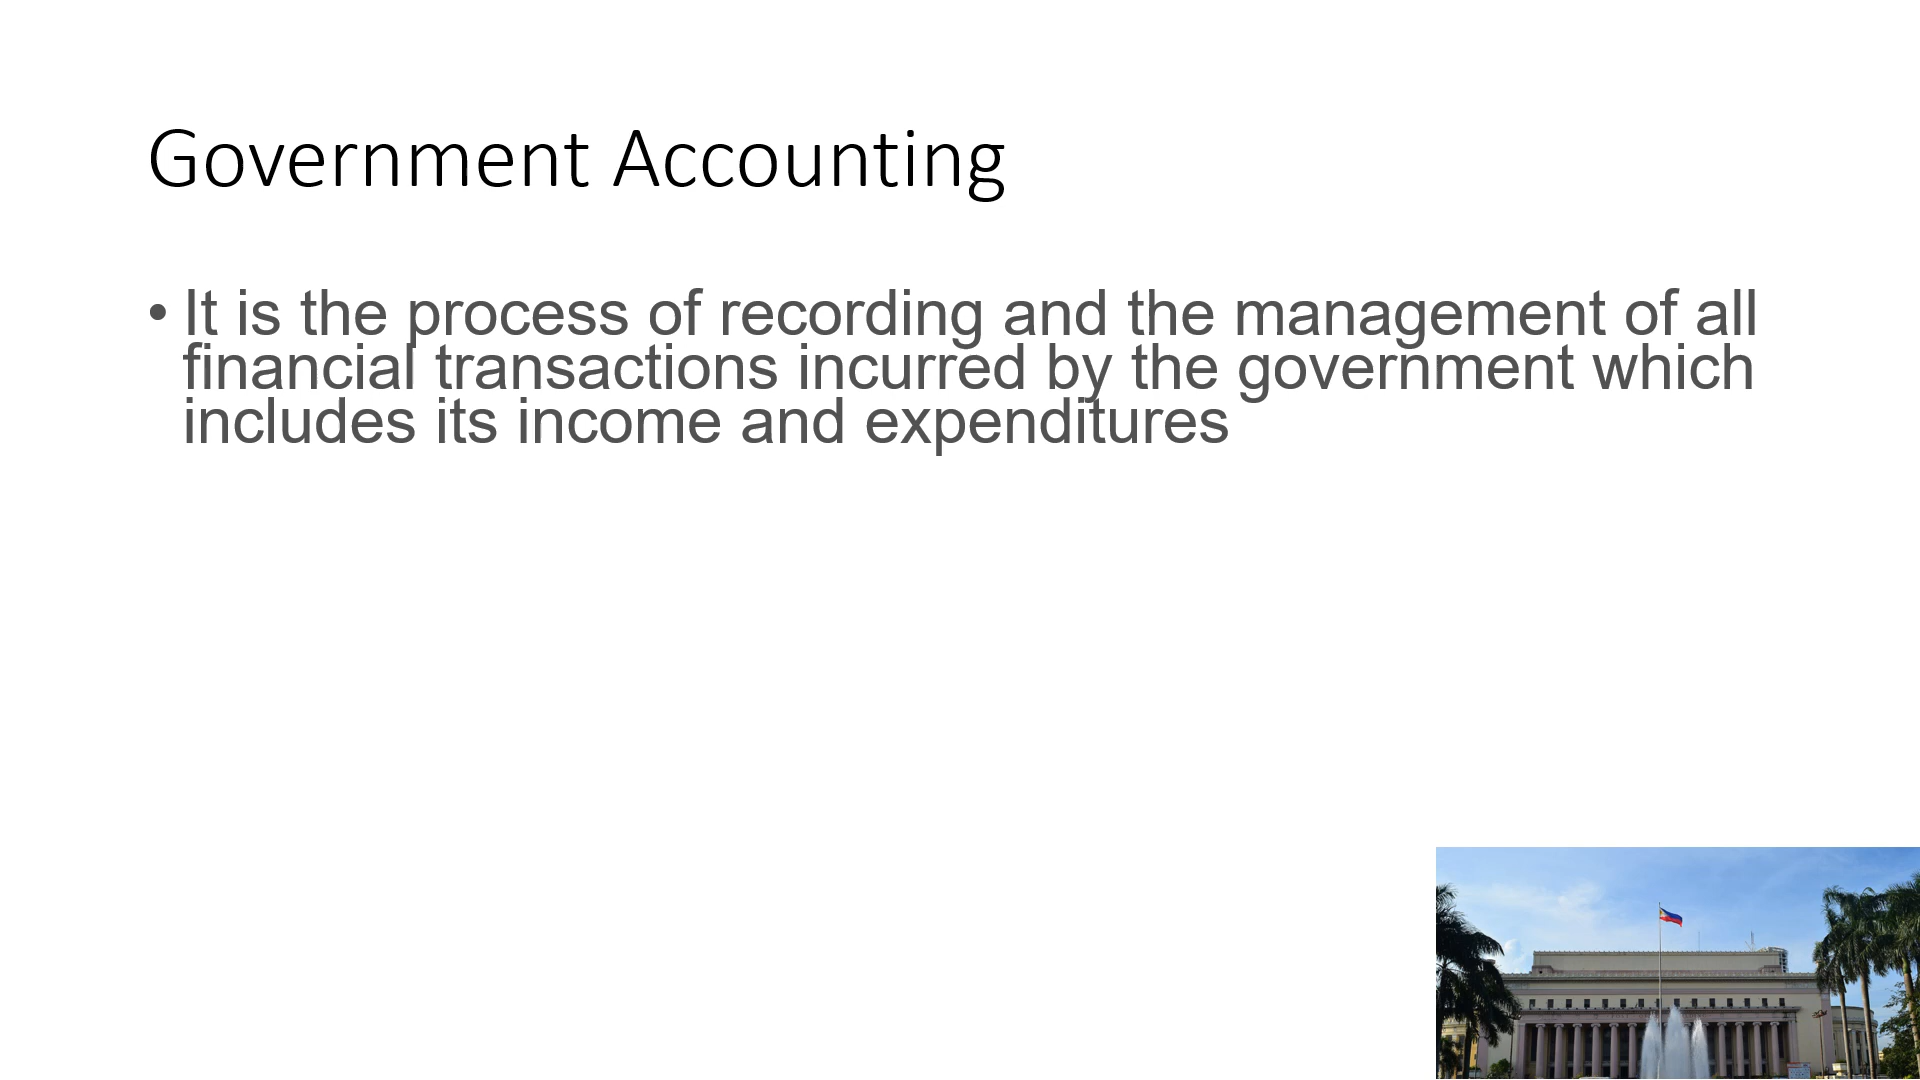 Government Accounting
• It is the process of recording and the management of all
financial transactions incurred by the government which
includes its income and expenditures